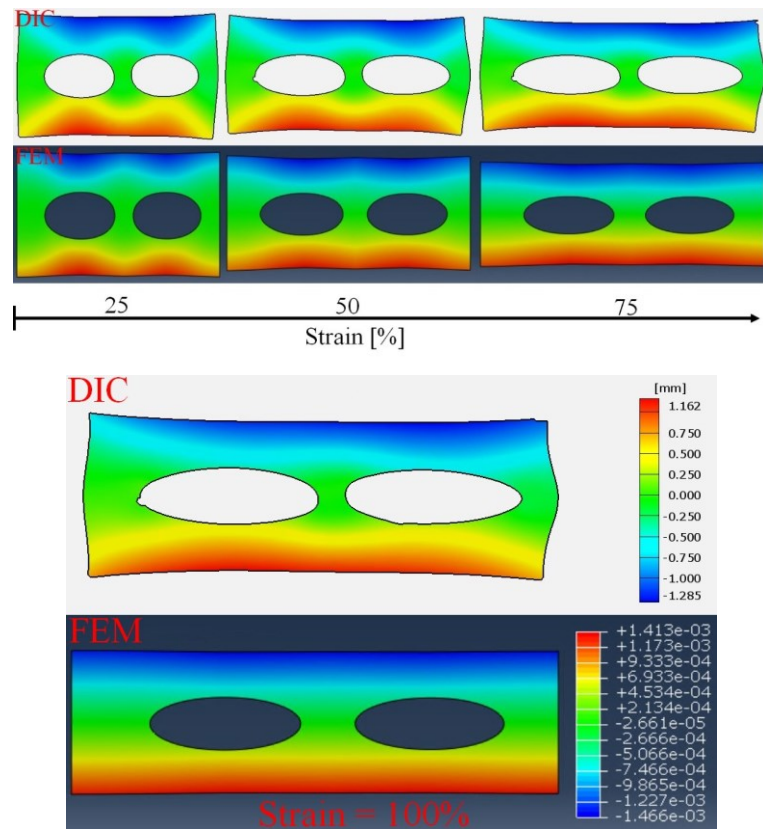 DIC
FEM
25 50 75
Strain [%]
DIC
[mm]
1.162
0.750
0.500
0.000
-0.250
-0.500
-0.750
-1.000
-1.285
FEM
+1.413e-03
+1.173e-03
+9.333e-04
+6.933e-04
+4.534e-04
+2.134e-04
-2.661e-05
-2.666e-04
-5.066e-04
-7.466e-04
-9.865e-04
-1.227e-03
-1.466e-03
Strain = 100%